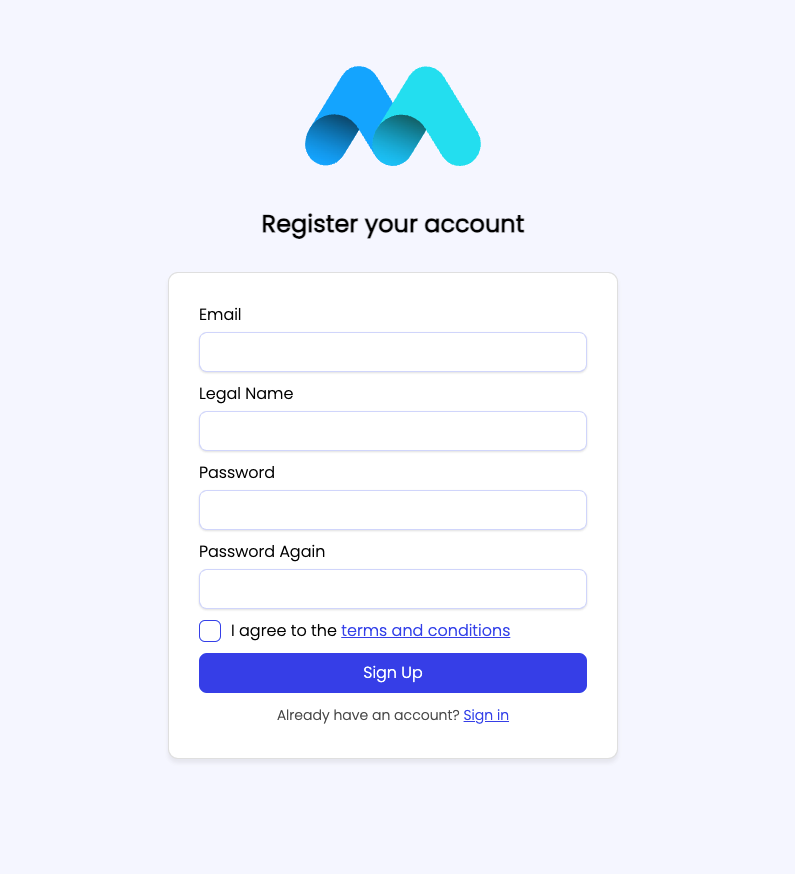 Register your account
Email
Legal Name
Password
Password Again
I agree to the terms and conditions
Sign Up
Already have an account? Sign in